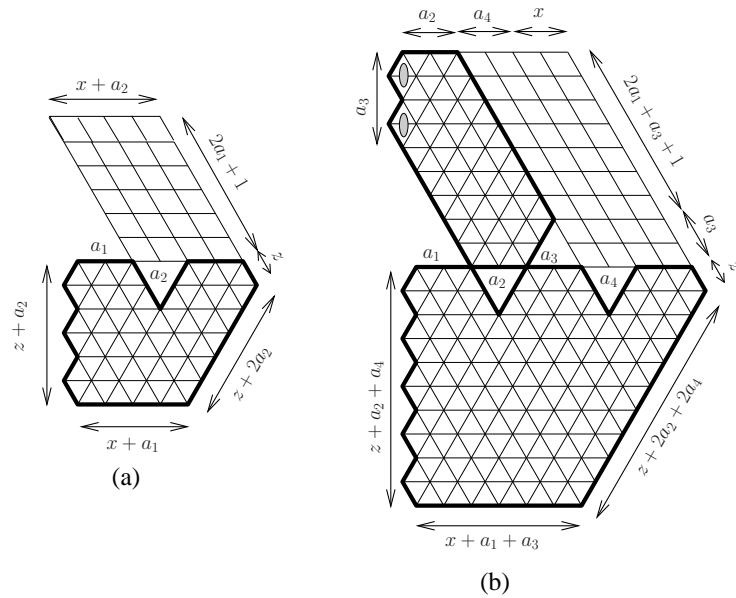 x + a₂
2a₁ + 1
z
a₁
a₂
z + a₂
z + 2a₂
x + a₁
(a)
a₂
a₄
x
a₃
2a₁ + a₃ + 1
a₃
z
a₁
a₂
a₃
a₄
z + a₂ + a₄
z + 2a₂ + 2a₄
x + a₁ + a₃
(b)